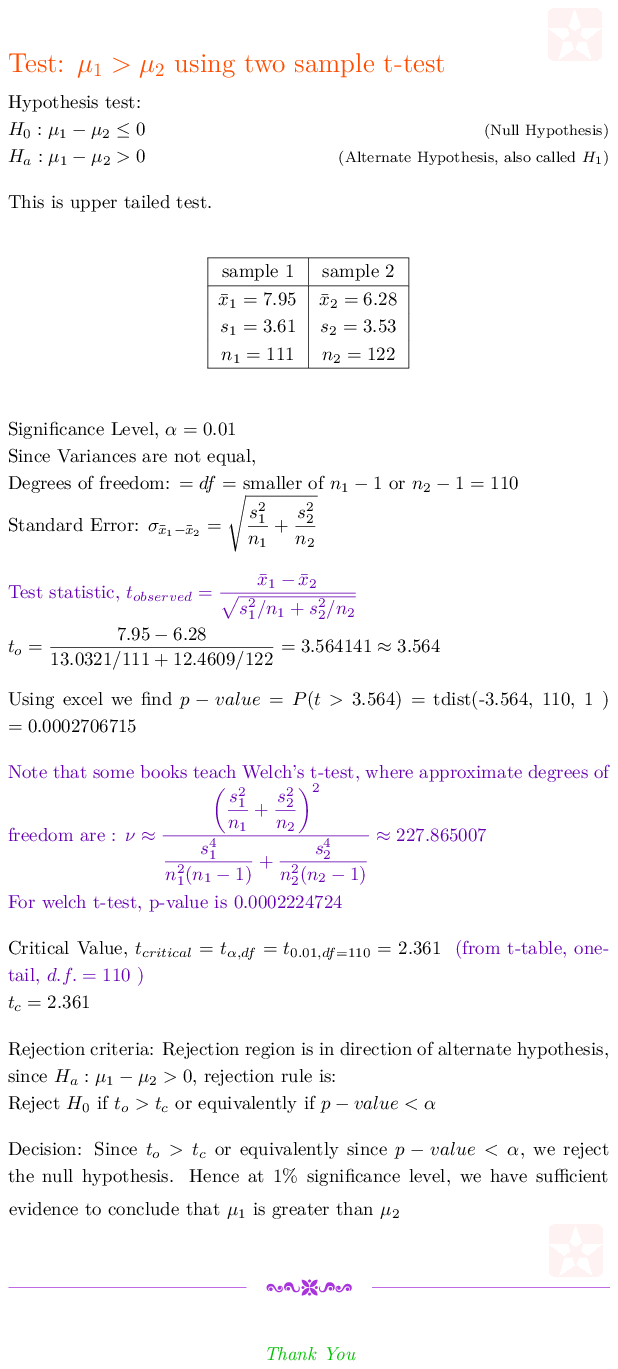 Test: μ₁ > μ₂ using two sample t-test
Hypothesis test:
H₀ : μ₁ − μ₂ ≤ 0 (Null Hypothesis)
Hₐ : μ₁ − μ₂ > 0 (Alternate Hypothesis, also called H₁)
This is upper tailed test.
sample 1 sample 2
x̄₁ = 7.95 x̄₂ = 6.28
s₁ = 3.61 s₂ = 3.53
n₁ = 111 n₂ = 122
Significance Level, α = 0.01
Since Variances are not equal,
Degrees of freedom: = df = smaller of n₁ − 1 or n₂ − 1 = 110
Standard Error: σ_{x̄₁−x̄₂} = √(s₁²/n₁ + s₂²/n₂)
Test statistic, t_{observed} = (x̄₁ − x̄₂)/√(s₁²/n₁ + s₂²/n₂)
tₒ = (7.95 − 6.28)/(13.0321/111 + 12.4609/122) = 3.564141 ≈ 3.564
Using excel we find p − value = P(t > 3.564) = tdist(-3.564, 110, 1 )
= 0.0002706715
Note that some books teach Welch's t-test, where approximate degrees of
freedom are : ν ≈ (s₁²/n₁ + s₂²/n₂)² / (s₁⁴/(n₁²(n₁ − 1)) + s₂⁴/(n₂²(n₂ − 1))) ≈ 227.865007
For welch t-test, p-value is 0.0002224724
Critical Value, t_{critical} = t_{α,df} = t_{0.01,df=110} = 2.361 (from t-table, one-
tail, d.f. = 110 )
t_c = 2.361
Rejection criteria: Rejection region is in direction of alternate hypothesis,
since Hₐ : μ₁ − μ₂ > 0, rejection rule is:
Reject H₀ if tₒ > t_c or equivalently if p − value < α
Decision: Since tₒ > t_c or equivalently since p − value < α, we reject
the null hypothesis. Hence at 1% significance level, we have sufficient
evidence to conclude that μ₁ is greater than μ₂
Thank You